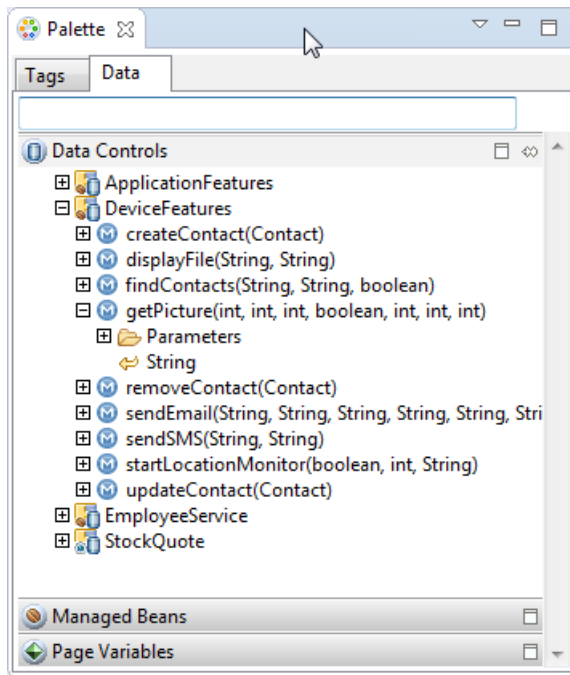 Palette
Tags Data
Data Controls
ApplicationFeatures
DeviceFeatures
createContact(Contact)
displayFile(String, String)
findContacts(String, String, boolean)
getPicture(int, int, int, boolean, int, int, int)
Parameters
String
removeContact(Contact)
sendEmail(String, String, String, String, String, Stri
sendSMS(String, String)
startLocationMonitor(boolean, int, String)
updateContact(Contact)
EmployeeService
StockQuote
Managed Beans
Page Variables